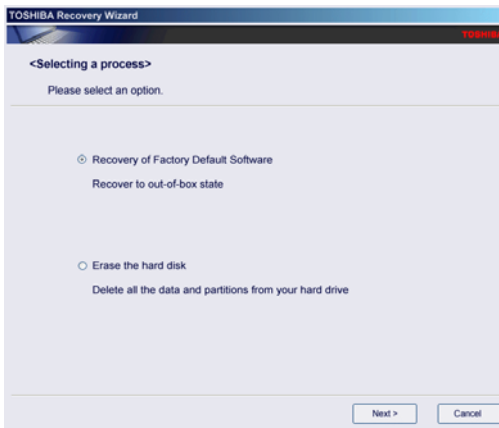 TOSHIBA Recovery Wizard
TOSHIBA
<Selecting a process>
Please select an option.
Recovery of Factory Default Software
Recover to out-of-box state
Erase the hard disk
Delete all the data and partitions from your hard drive
Next > Cancel